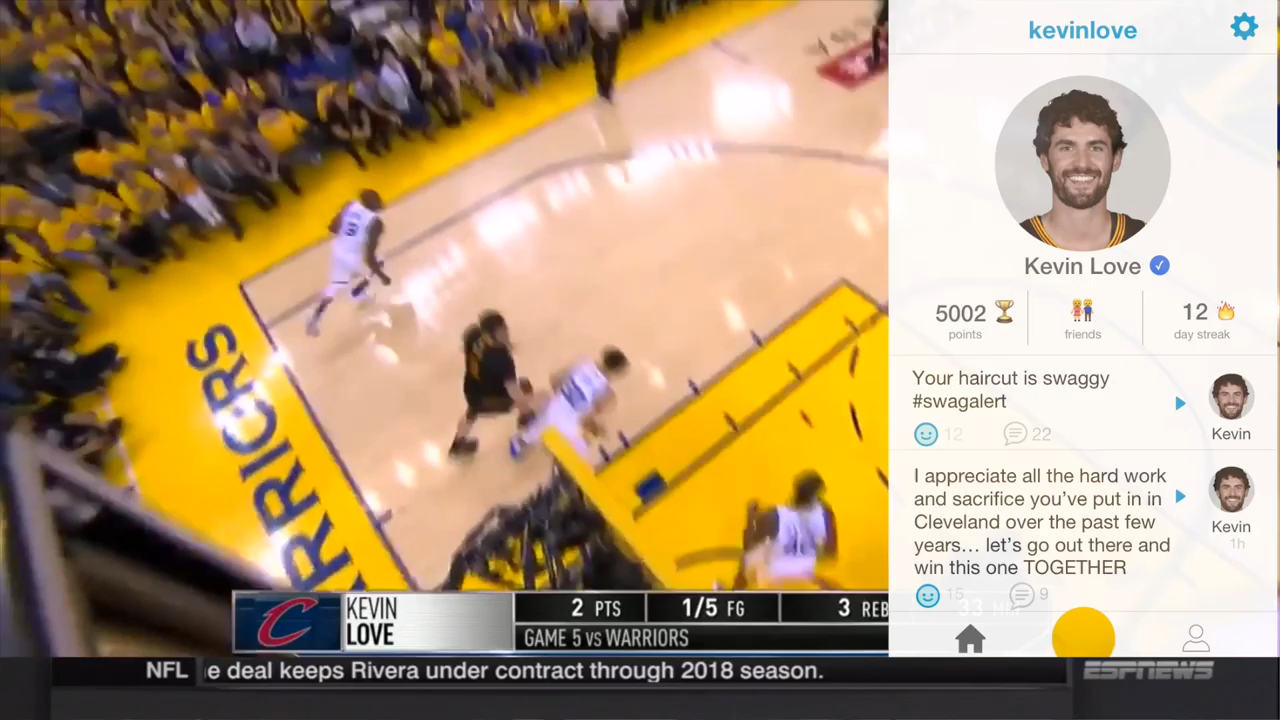 kevinlove
Kevin Love
5002
points
friends
12
day streak
Your haircut is swaggy
#swagalert
12
22
Kevin
I appreciate all the hard work
and sacrifice you've put in in
Cleveland over the past few
years... let's go out there and
win this one TOGETHER
15
9
Kevin
1h
KEVIN
LOVE
2 PTS
1/5 FG
3 REB
33
GAME 5 vs WARRIORS
NFL
e deal keeps Rivera under contract through 2018 season.
ESPNEWS